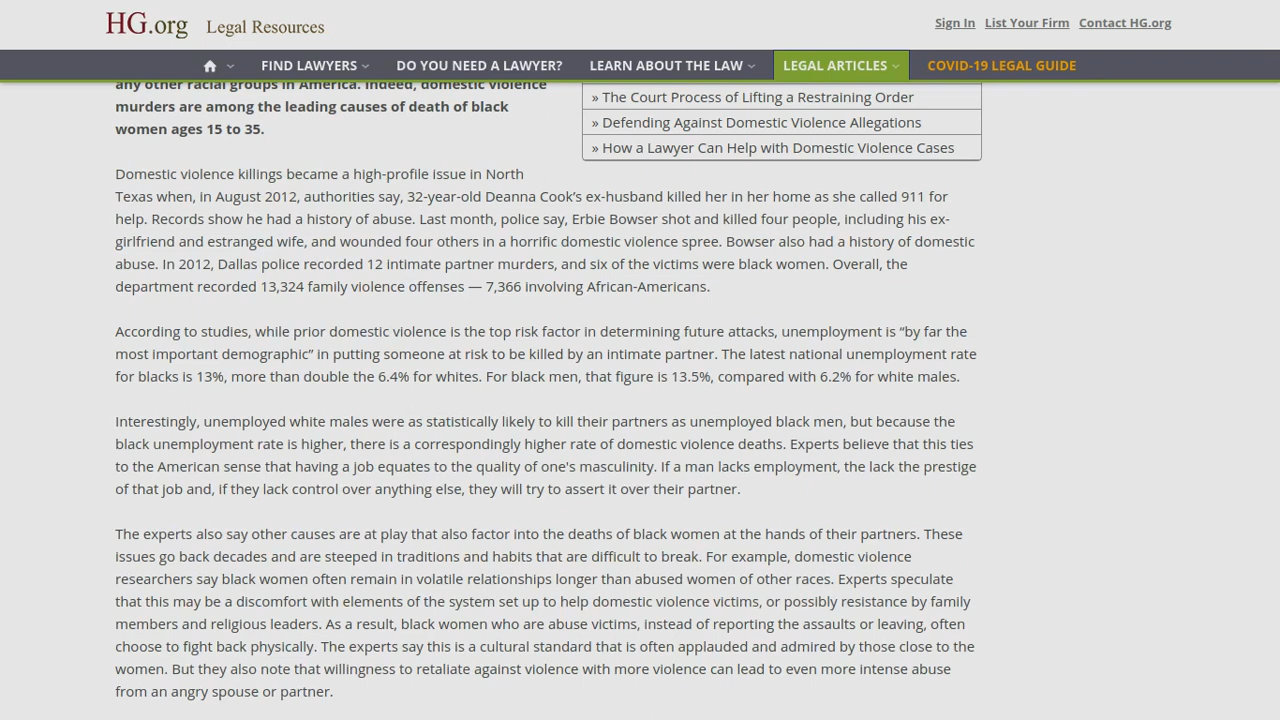 HG.org Legal Resources
Sign In List Your Firm Contact HG.org
FIND LAWYERS DO YOU NEED A LAWYER? LEARN ABOUT THE LAW LEGAL ARTICLES COVID-19 LEGAL GUIDE
any other racial groups in America. Indeed, domestic violence
murders are among the leading causes of death of black
women ages 15 to 35.
» The Court Process of Lifting a Restraining Order
» Defending Against Domestic Violence Allegations
» How a Lawyer Can Help with Domestic Violence Cases
Domestic violence killings became a high-profile issue in North
Texas when, in August 2012, authorities say, 32-year-old Deanna Cook’s ex-husband killed her in her home as she called 911 for
help. Records show he had a history of abuse. Last month, police say, Erbie Bowser shot and killed four people, including his ex-
girlfriend and estranged wife, and wounded four others in a horrific domestic violence spree. Bowser also had a history of domestic
abuse. In 2012, Dallas police recorded 12 intimate partner murders, and six of the victims were black women. Overall, the
department recorded 13,324 family violence offenses — 7,366 involving African-Americans.
According to studies, while prior domestic violence is the top risk factor in determining future attacks, unemployment is “by far the
most important demographic” in putting someone at risk to be killed by an intimate partner. The latest national unemployment rate
for blacks is 13%, more than double the 6.4% for whites. For black men, that figure is 13.5%, compared with 6.2% for white males.
Interestingly, unemployed white males were as statistically likely to kill their partners as unemployed black men, but because the
black unemployment rate is higher, there is a correspondingly higher rate of domestic violence deaths. Experts believe that this ties
to the American sense that having a job equates to the quality of one's masculinity. If a man lacks employment, the lack the prestige
of that job and, if they lack control over anything else, they will try to assert it over their partner.
The experts also say other causes are at play that also factor into the deaths of black women at the hands of their partners. These
issues go back decades and are steeped in traditions and habits that are difficult to break. For example, domestic violence
researchers say black women often remain in volatile relationships longer than abused women of other races. Experts speculate
that this may be a discomfort with elements of the system set up to help domestic violence victims, or possibly resistance by family
members and religious leaders. As a result, black women who are abuse victims, instead of reporting the assaults or leaving, often
choose to fight back physically. The experts say this is a cultural standard that is often applauded and admired by those close to the
women. But they also note that willingness to retaliate against violence with more violence can lead to even more intense abuse
from an angry spouse or partner.